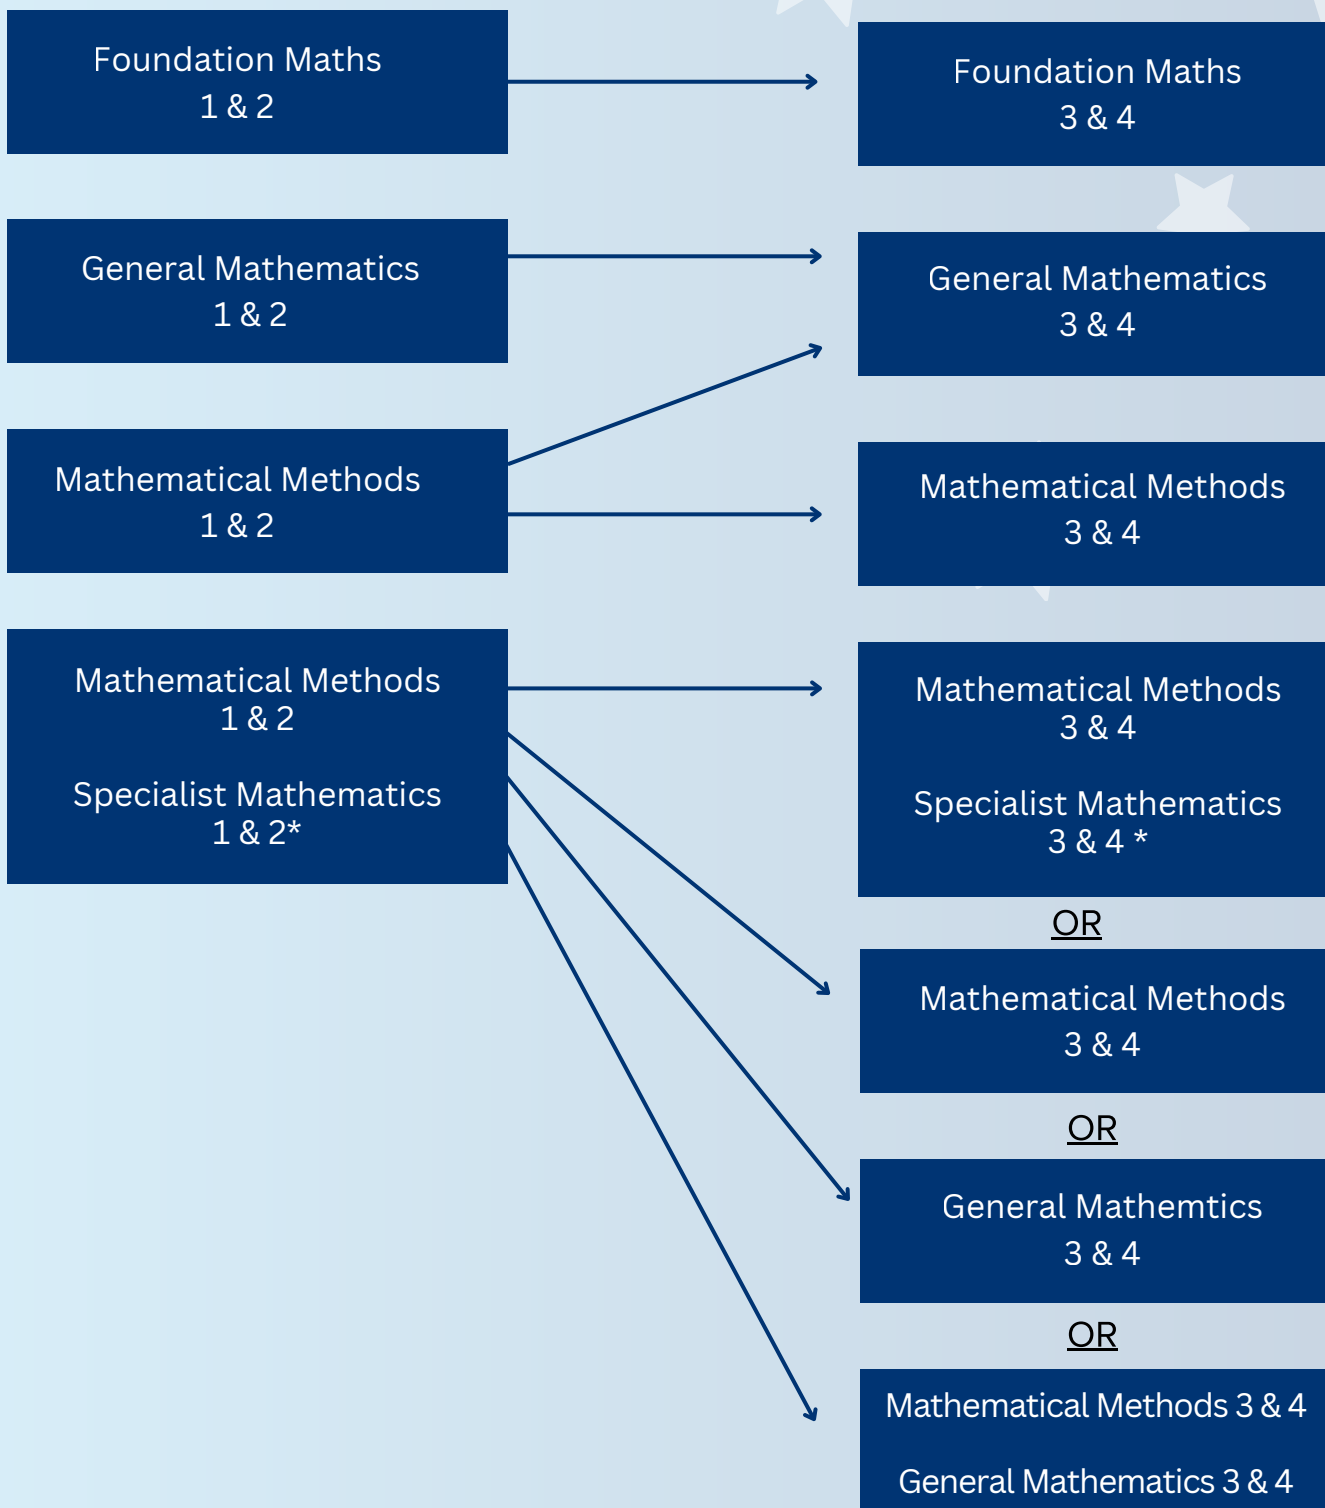 Foundation Maths
1 & 2
Foundation Maths
3 & 4
General Mathematics
1 & 2
General Mathematics
3 & 4
Mathematical Methods
1 & 2
Mathematical Methods
3 & 4
Mathematical Methods
1 & 2
Specialist Mathematics
1 & 2*
Mathematical Methods
3 & 4
Specialist Mathematics
3 & 4 *
OR
Mathematical Methods
3 & 4
OR
General Mathemtics
3 & 4
OR
Mathematical Methods 3 & 4
General Mathematics 3 & 4